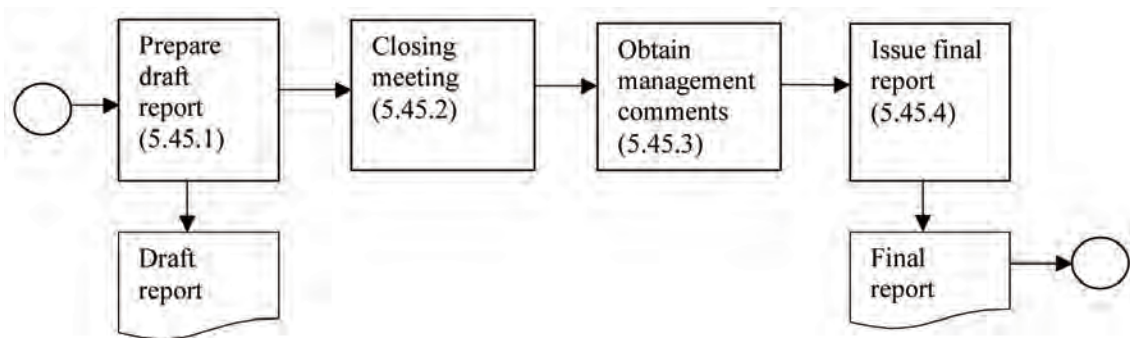 Prepare
draft
report
(5.45.1)
Closing
meeting
(5.45.2)
Obtain
management
comments
(5.45.3)
Issue final
report
(5.45.4)
Draft
report
Final
report